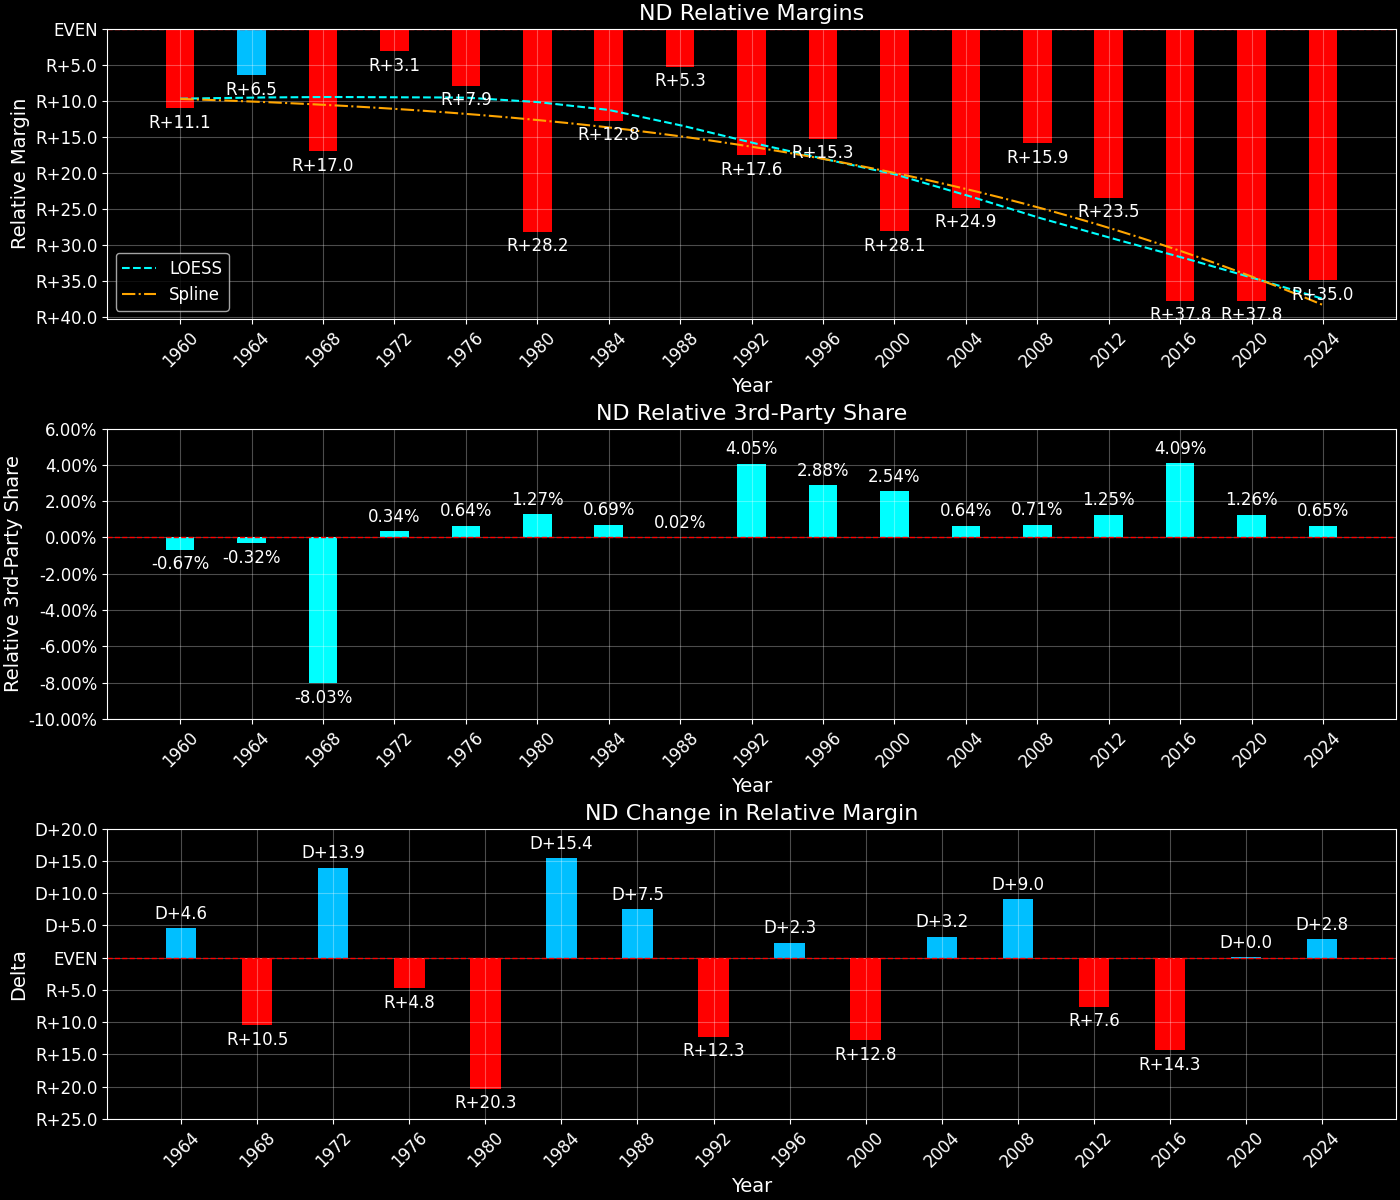 ND Relative Margins
Relative Margin
EVEN
R+5.0
R+10.0
R+15.0
R+20.0
R+25.0
R+30.0
R+35.0
R+40.0
R+11.1
R+6.5
R+17.0
R+3.1
R+7.9
R+28.2
R+12.8
R+5.3
R+17.6
R+15.3
R+28.1
R+24.9
R+15.9
R+23.5
R+37.8
R+37.8
R+35.0
LOESS
Spline
1960 1964 1968 1972 1976 1980 1984 1988 1992 1996 2000 2004 2008 2012 2016 2020 2024
Year
ND Relative 3rd-Party Share
Relative 3rd-Party Share
6.00%
4.00%
2.00%
0.00%
-2.00%
-4.00%
-6.00%
-8.00%
-10.00%
-0.67%
-0.32%
-8.03%
0.34%
0.64%
1.27%
0.69%
0.02%
4.05%
2.88%
2.54%
0.64%
0.71%
1.25%
4.09%
1.26%
0.65%
1960 1964 1968 1972 1976 1980 1984 1988 1992 1996 2000 2004 2008 2012 2016 2020 2024
Year
ND Change in Relative Margin
Delta
D+20.0
D+15.0
D+10.0
D+5.0
EVEN
R+5.0
R+10.0
R+15.0
R+20.0
R+25.0
D+4.6
R+10.5
D+13.9
R+4.8
R+20.3
D+15.4
D+7.5
R+12.3
D+2.3
R+12.8
D+3.2
D+9.0
R+7.6
R+14.3
D+0.0
D+2.8
1964 1968 1972 1976 1980 1984 1988 1992 1996 2000 2004 2008 2012 2016 2020 2024
Year